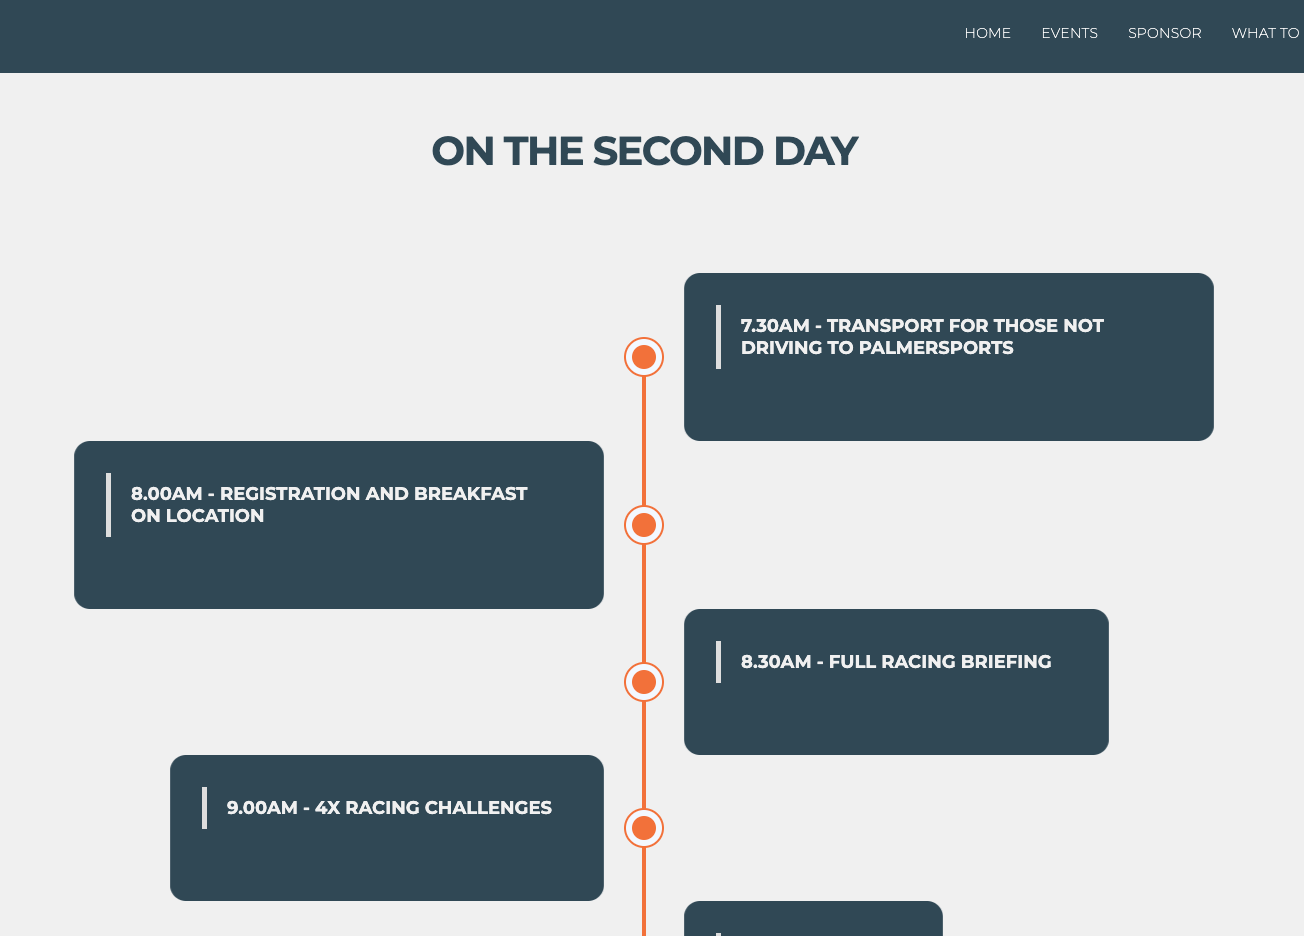 HOME EVENTS SPONSOR WHAT TO
ON THE SECOND DAY
7.30AM - TRANSPORT FOR THOSE NOT
DRIVING TO PALMERSPORTS
8.00AM - REGISTRATION AND BREAKFAST
ON LOCATION
8.30AM - FULL RACING BRIEFING
9.00AM - 4X RACING CHALLENGES